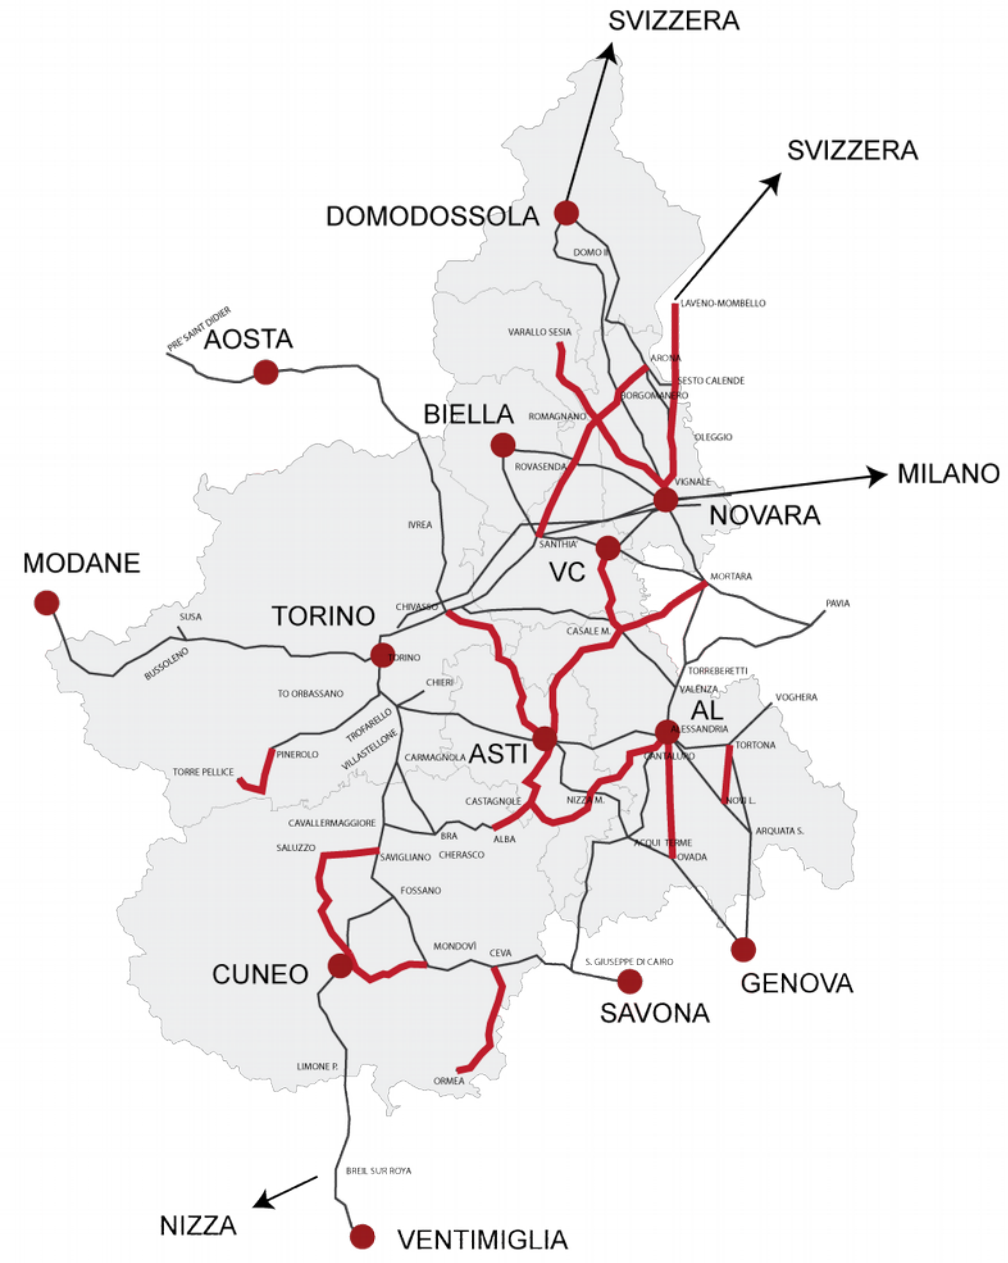 SVIZZERA
SVIZZERA
DOMODOSSOLA
DOMO II
LAVENO-MOMBELLO
PRE' SAINT DIDIER
AOSTA
VARALLO SESIA
ARONA
SESTO CALENDE
BORGOMANERO
BIELLA
ROMAGNANO
OLEGGIO
ROVASENDA
MILANO
VIGNALE
NOVARA
IVREA
SANTHIA'
MODANE
VC
MORTARA
CHIVASSO
PAVIA
SUSA
TORINO
CASALE M.
BUSSOLENO
TORINO
TORREBERETTI
CHIERI
VALENZA
TO ORBASSANO
VOGHERA
AL
TROFARELLO
ALESSANDRIA
VILLASTELLONE
TORTONA
PINEROLO
CARMAGNOLA
ASTI
CANTALUPO
TORRE PELLICE
CASTAGNOLE
NIZZA M.
NOVI L.
CAVALLERMAGGIORE
BRA
ALBA
ARQUATA S.
SALUZZO
SAVIGLIANO
CHERASCO
ACQUI TERME
OVADA
FOSSANO
MONDOVÌ
CEVA
S. GIUSEPPE DI CAIRO
CUNEO
GENOVA
SAVONA
LIMONE P.
ORMEA
BREIL SUR ROYA
NIZZA
VENTIMIGLIA